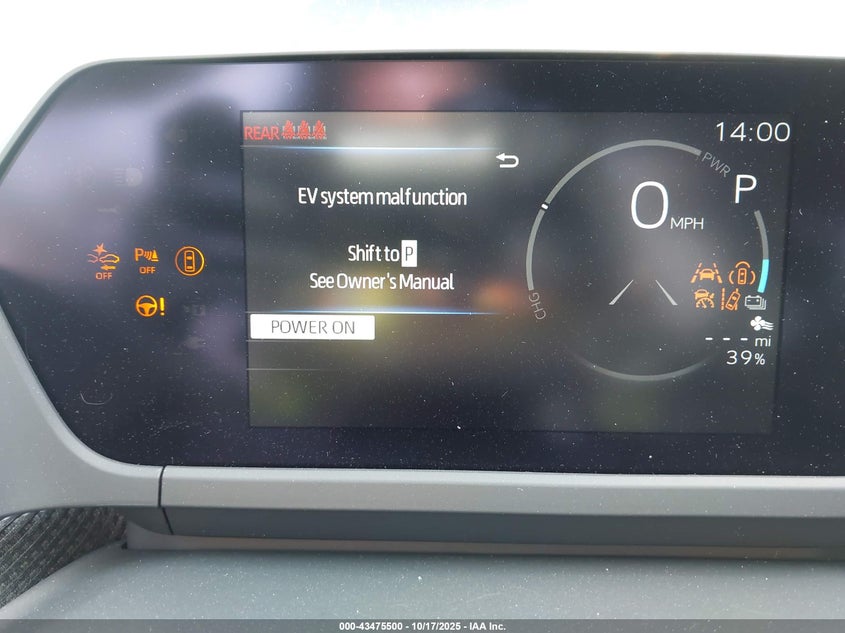 REAR
14:00
PWR
EV system malfunction
P
0 MPH
Shift to P
See Owner's Manual
OFF
P OFF
CHG
POWER ON
- - - mi
39%
000-43475500 - 10/17/2025 - IAA Inc.